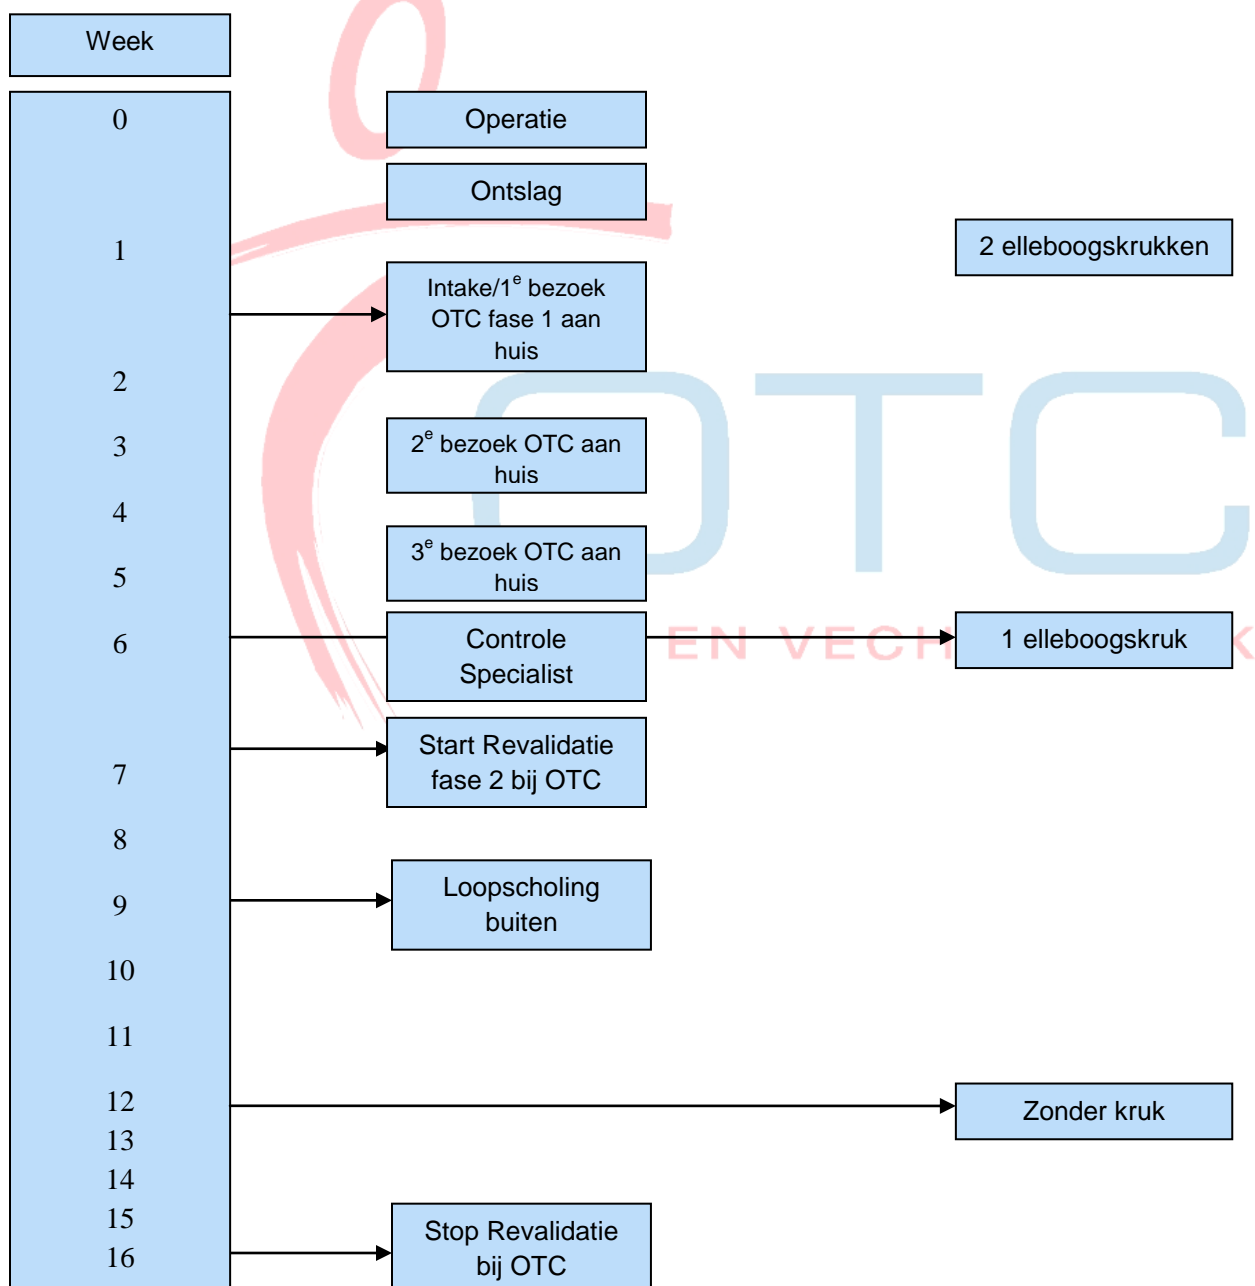 Week
0
Operatie
Ontslag
1
2 elleboogskrukken
Intake/1e bezoek
OTC fase 1 aan
huis
2
OTC
3
2e bezoek OTC aan
huis
4
3e bezoek OTC aan
huis
5
6
Controle
Specialist
EN VECH
1 elleboogskruk
K
Start Revalidatie
fase 2 bij OTC
7
8
Loopscholing
buiten
9
10
11
12
Zonder kruk
13
14
15
Stop Revalidatie
bij OTC
16